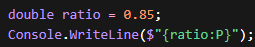 double ratio = 0.85;
Console.WriteLine($"{ratio:P}");